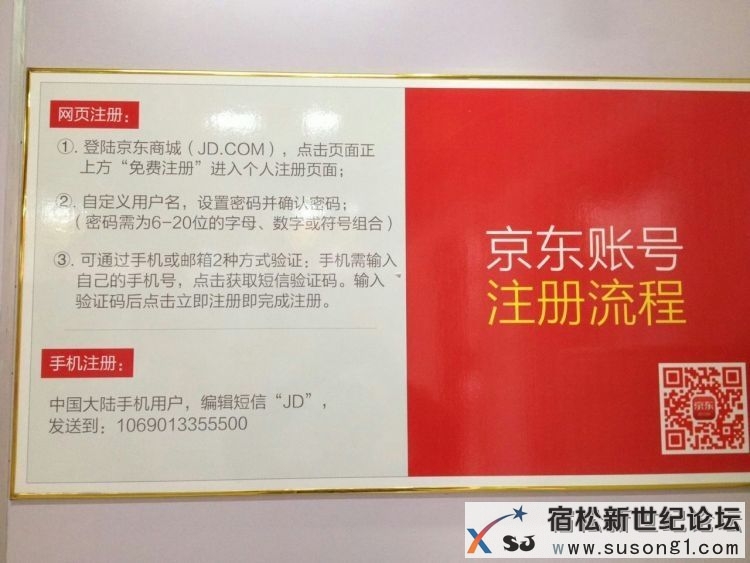 网页注册：
①. 登陆京东商城（JD.COM），点击页面正
上方“免费注册”进入个人注册页面；
②. 自定义用户名，设置密码并确认密码；
（密码需为6-20位的字母、数字或符号组合）
③. 可通过手机或邮箱2种方式验证：手机需输入
自己的手机号，点击获取短信验证码。输入
验证码后点击立即注册即完成注册。
手机注册：
中国大陆手机用户，编辑短信“JD”，
发送到：1069013355500
京东账号
注册流程
京东
XSJ
宿松新世纪论坛
www.susong1.com